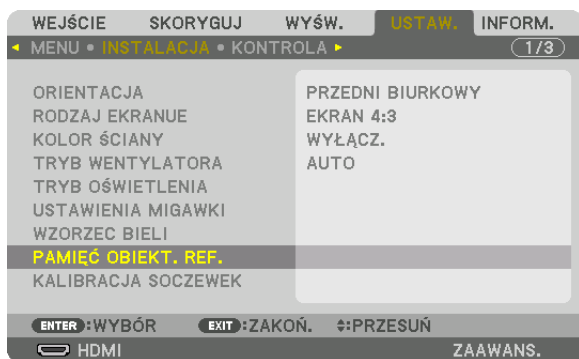 WEJŚCIE SKORYGUJ WYŚW. USTAW. INFORM.
MENU • INSTALACJA • KONTROLA 1/3
ORIENTACJA PRZEDNI BIURKOWY
RODZAJ EKRANUE EKRAN 4:3
KOLOR ŚCIANY WYŁĄCZ.
TRYB WENTYLATORA AUTO
TRYB OŚWIETLENIA
USTAWIENIA MIGAWKI
WZORZEC BIELI
PAMIĘĆ OBIEKT. REF.
KALIBRACJA SOCZEWEK
ENTER :WYBÓR EXIT :ZAKOŃ. :PRZESUŃ
HDMI ZAAWANS.